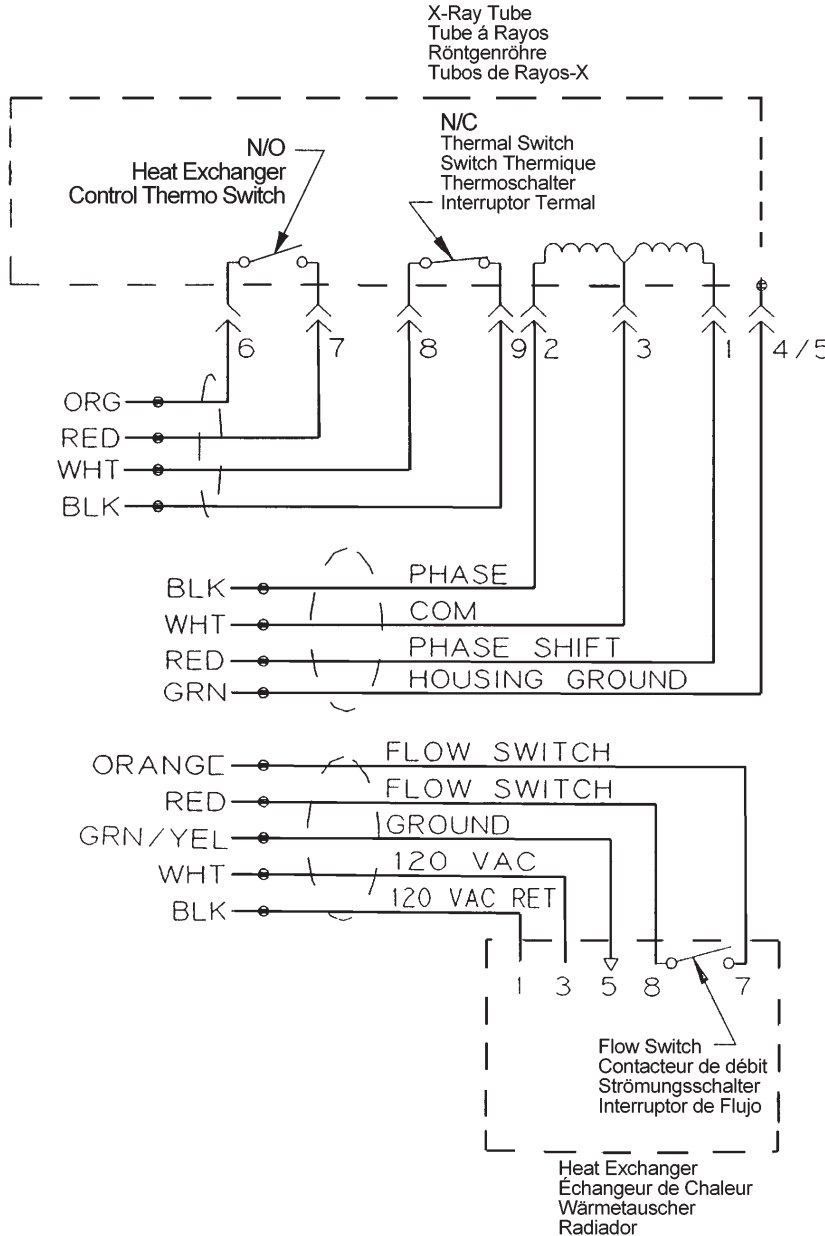 X-Ray Tube
Tube á Rayos
Röntgenröhre
Tubos de Rayos-X
N/O
Heat Exchanger
Control Thermo Switch
N/C
Thermal Switch
Switch Thermique
Thermoschalter
Interruptor Termal
6 7 8 9 2 3 1 4/5
ORG
RED
WHT
BLK
BLK PHASE
WHT COM
RED PHASE SHIFT
GRN HOUSING GROUND
ORANGE FLOW SWITCH
RED FLOW SWITCH
GRN/YEL GROUND
WHT 120 VAC
BLK 120 VAC RET
1 3 5 8 7
Flow Switch
Contacteur de débit
Strömungsschalter
Interruptor de Flujo
Heat Exchanger
Échangeur de Chaleur
Wärmetauscher
Radiador